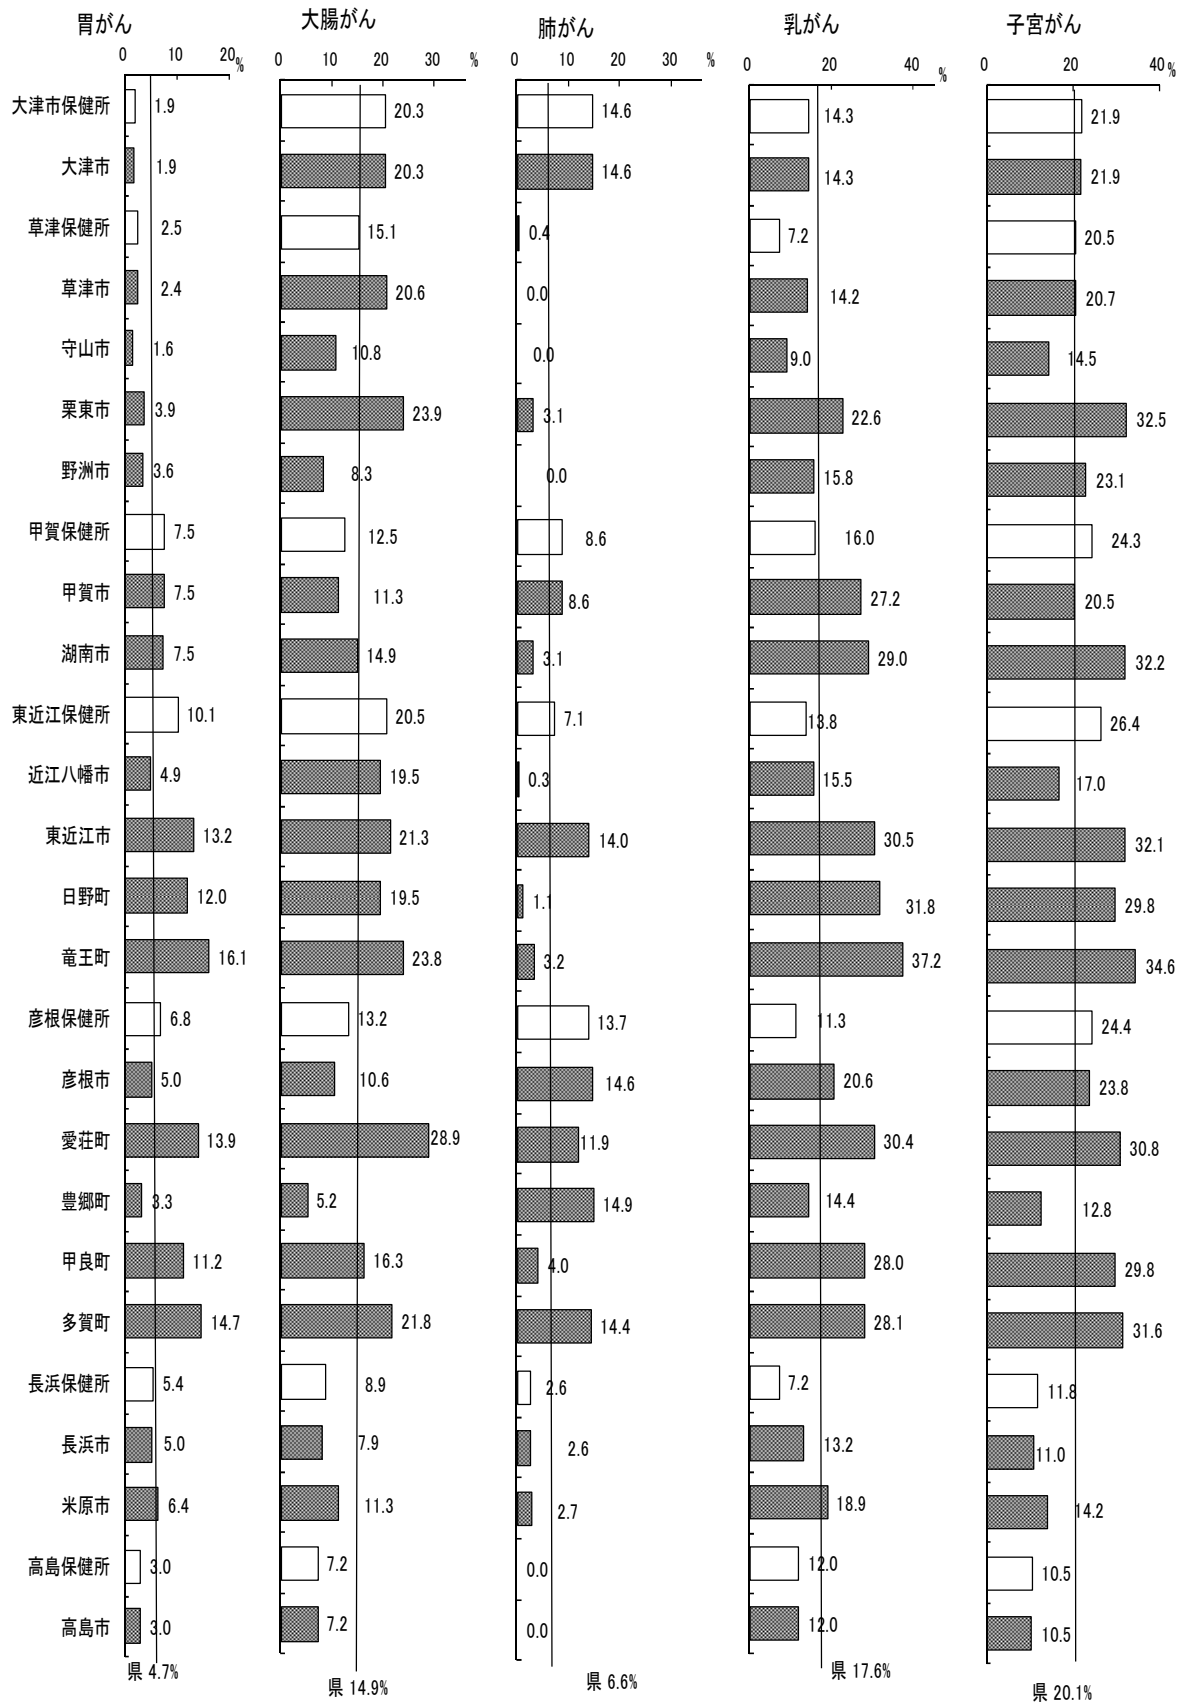 胃がん 大腸がん 肺がん 乳がん 子宮がん
0 10 20% 0 10 20 30 % 0 10 20 30 % 0 20 40 % 0 20 40%
大津市保健所 1.9 20.3 14.6 14.3 21.9
大津市 1.9 20.3 14.6 14.3 21.9
草津保健所 2.5 15.1 0.4 7.2 20.5
草津市 2.4 20.6 0.0 14.2 20.7
守山市 1.6 10.8 0.0 9.0 14.5
栗東市 3.9 23.9 3.1 22.6 32.5
野洲市 3.6 8.3 0.0 15.8 23.1
甲賀保健所 7.5 12.5 8.6 16.0 24.3
甲賀市 7.5 11.3 8.6 27.2 20.5
湖南市 7.5 14.9 3.1 29.0 32.2
東近江保健所 10.1 20.5 7.1 13.8 26.4
近江八幡市 4.9 19.5 0.3 15.5 17.0
東近江市 13.2 21.3 14.0 30.5 32.1
日野町 12.0 19.5 1.1 31.8 29.8
竜王町 16.1 23.8 3.2 37.2 34.6
彦根保健所 6.8 13.2 13.7 11.3 24.4
彦根市 5.0 10.6 14.6 20.6 23.8
愛荘町 13.9 28.9 11.9 30.4 30.8
豊郷町 3.3 5.2 14.9 14.4 12.8
甲良町 11.2 16.3 4.0 28.0 29.8
多賀町 14.7 21.8 14.4 28.1 31.6
長浜保健所 5.4 8.9 2.6 7.2 11.8
長浜市 5.0 7.9 2.6 13.2 11.0
米原市 6.4 11.3 2.7 18.9 14.2
高島保健所 3.0 7.2 0.0 12.0 10.5
高島市 3.0 7.2 0.0 12.0 10.5
県 4.7% 県 14.9% 県 6.6% 県 17.6% 県 20.1%